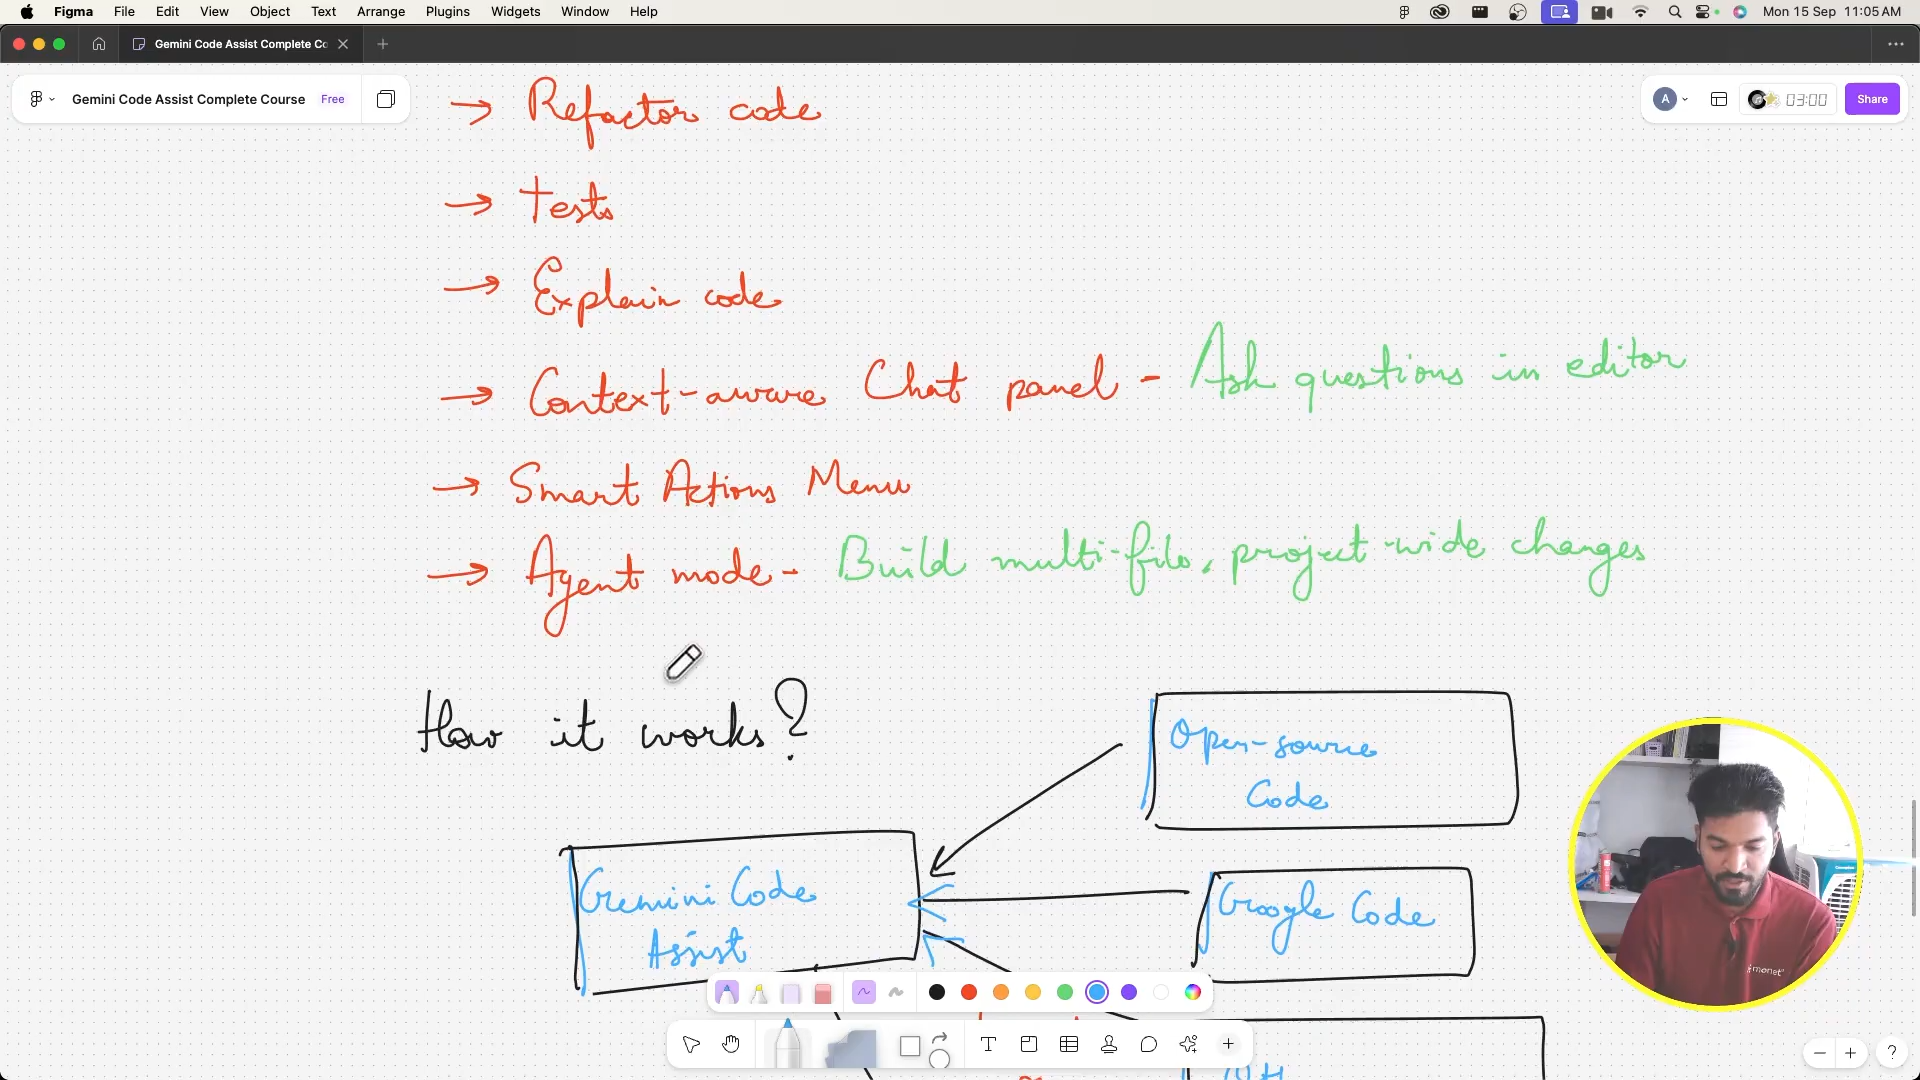 Figma File Edit View Object Text Arrange Plugins Widgets Window Help Mon 15 Sep 11:05 AM
Gemini Code Assist Complete Co
Gemini Code Assist Complete Course Free
A 03:00 Share
→ Refactor code
→ Tests
→ Explain code
→ Context-aware Chat panel - Ask questions in editor
→ Smart Actions Menu
→ Agent mode - Build multi-file, project-wide changes
How it works?
Open-source
Code
Gemini Code
Assist
Google Code
monet